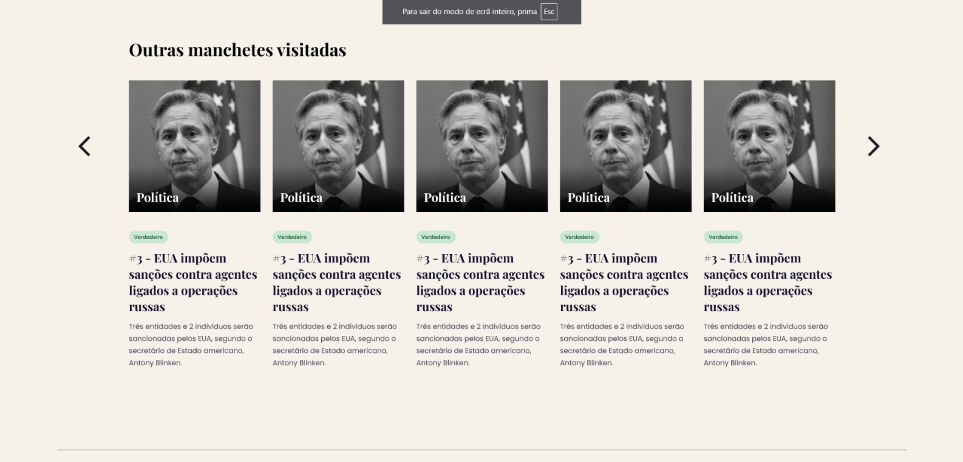 Para sair do modo de ecrã inteiro, prima Esc
Outras manchetes visitadas
Política
Verdadeiro
#3 - EUA impõem
sanções contra agentes
ligados a operações
russas
Três entidades e 2 indivíduos serão
sancionadas pelos EUA, segundo o
secretário de Estado americano,
Antony Blinken.
Política
Verdadeiro
#3 - EUA impõem
sanções contra agentes
ligados a operações
russas
Três entidades e 2 indivíduos serão
sancionadas pelos EUA, segundo o
secretário de Estado americano,
Antony Blinken.
Política
Verdadeiro
#3 - EUA impõem
sanções contra agentes
ligados a operações
russas
Três entidades e 2 indivíduos serão
sancionadas pelos EUA, segundo o
secretário de Estado americano,
Antony Blinken.
Política
Verdadeiro
#3 - EUA impõem
sanções contra agentes
ligados a operações
russas
Três entidades e 2 indivíduos serão
sancionadas pelos EUA, segundo o
secretário de Estado americano,
Antony Blinken.
Política
Verdadeiro
#3 - EUA impõem
sanções contra agentes
ligados a operações
russas
Três entidades e 2 indivíduos serão
sancionadas pelos EUA, segundo o
secretário de Estado americano,
Antony Blinken.